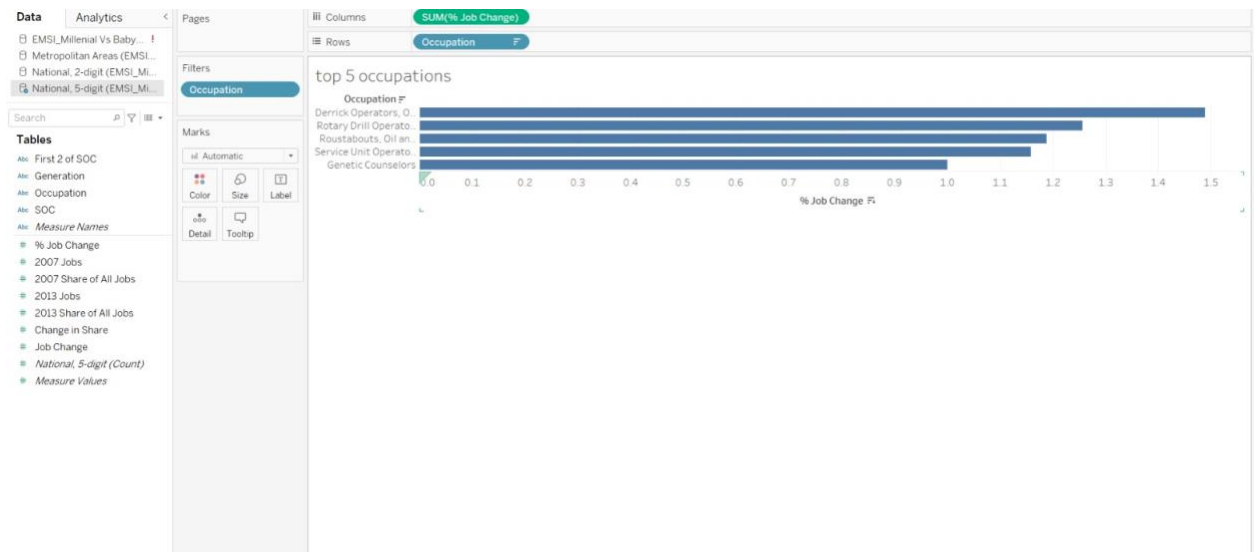 Data Analytics <
EMSI_Millenial Vs Baby... !
Metropolitan Areas (EMSI...
National, 2-digit (EMSI_Mi...
National, 5-digit (EMSI_Mi...
Search
Tables
Abc First 2 of SOC
Abc Generation
Abc Occupation
Abc SOC
Abc Measure Names
# % Job Change
# 2007 Jobs
# 2007 Share of All Jobs
# 2013 Jobs
# 2013 Share of All Jobs
# Change in Share
# Job Change
# National, 5-digit (Count)
# Measure Values
Pages
Filters
Occupation
Marks
Automatic
Color Size Label
Detail Tooltip
Columns SUM(% Job Change)
Rows Occupation
top 5 occupations
Occupation
Derrick Operators, O...
Rotary Drill Operato...
Roustabouts, Oil an...
Service Unit Operato...
Genetic Counselors
0.0 0.1 0.2 0.3 0.4 0.5 0.6 0.7 0.8 0.9 1.0 1.1 1.2 1.3 1.4 1.5
% Job Change